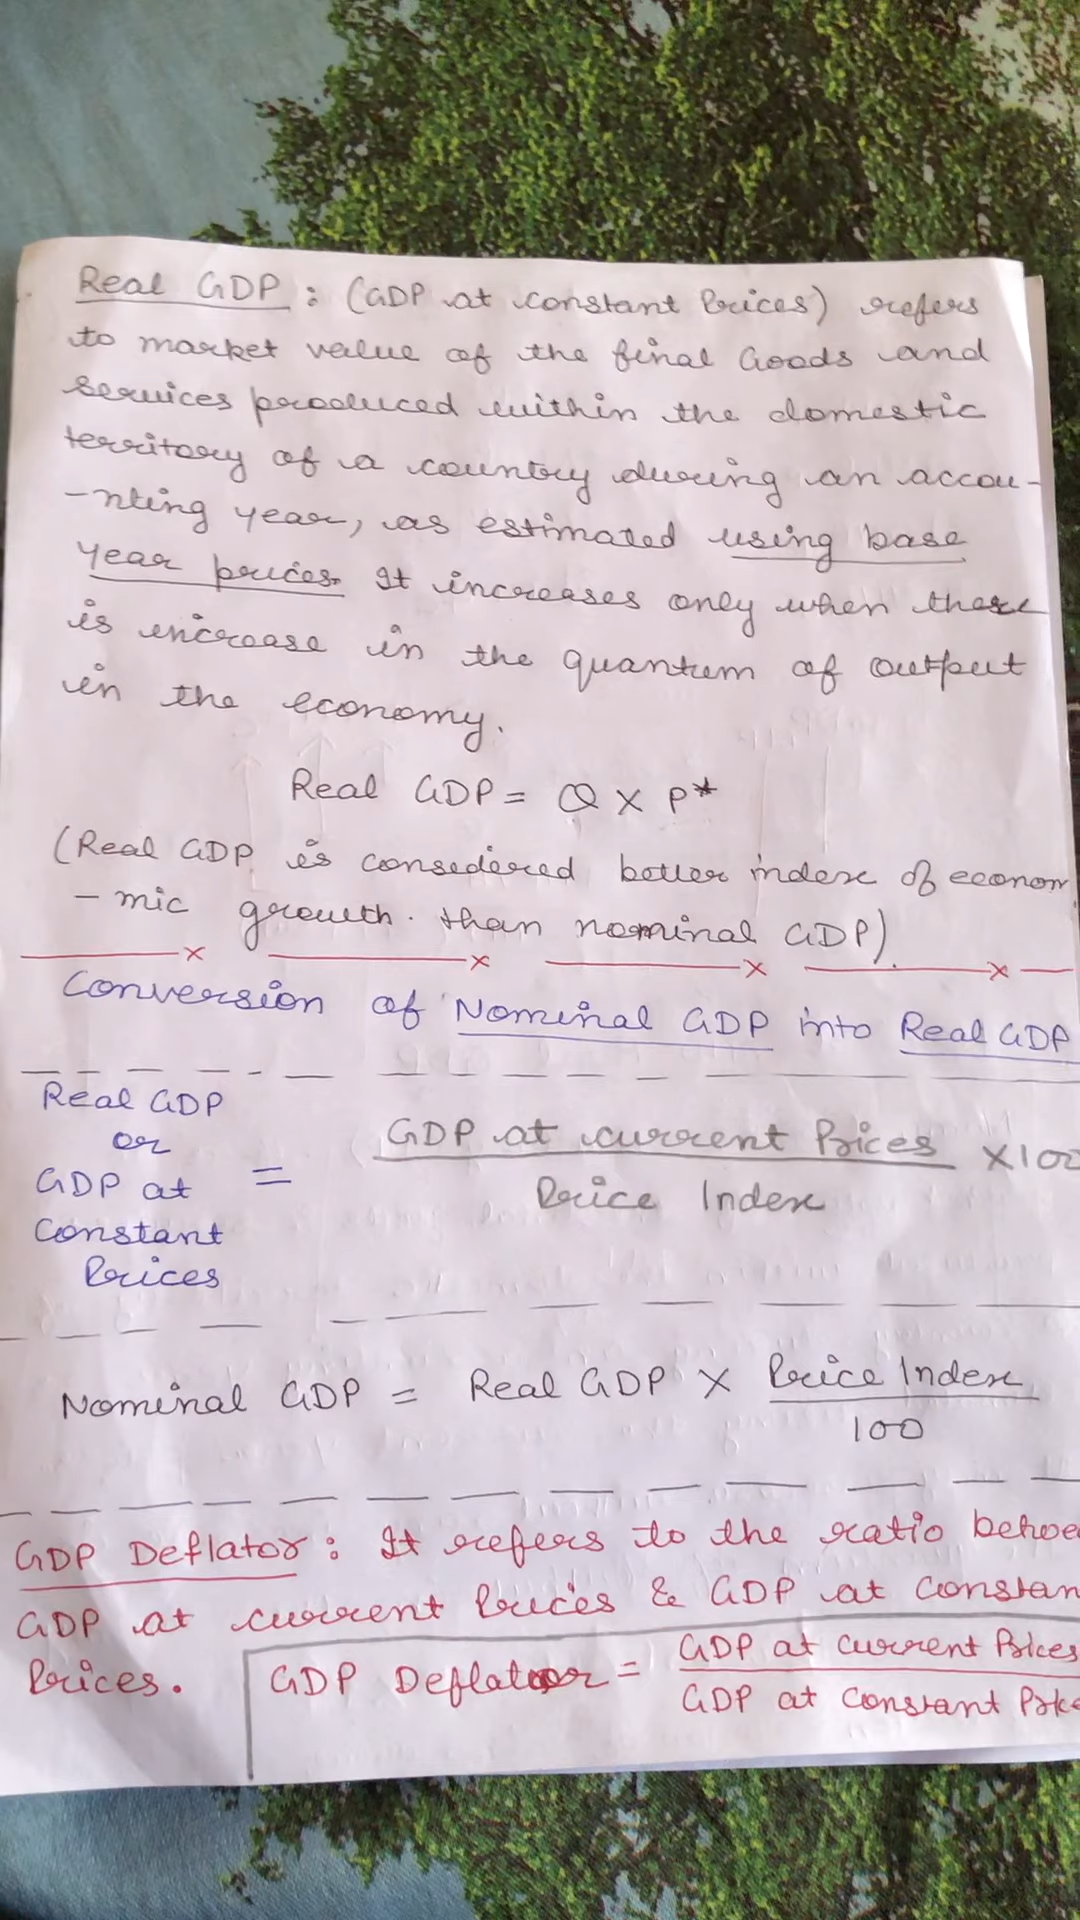 Real GDP : (GDP at constant Prices) refers
to market value of the final Goods and
services produced within the domestic
territory of a country during an accou-
-nting year, as estimated using base
year prices. It increases only when there
is increase in the quantum of output
in the economy.
Real GDP = Q X P*
(Real GDP is considered better index of econom
- mic growth. than nominal GDP)
Conversion of Nominal GDP into Real GDP
Real GDP
or
GDP at
Constant
Prices
=
GDP at current Prices X100
Price Index
Nominal GDP = Real GDP X Price Index
100
GDP Deflator : It refers to the ratio betwe
GDP at current Prices & GDP at Constan
Prices.
GDP Deflator = GDP at Current Prices
GDP at Constant Price